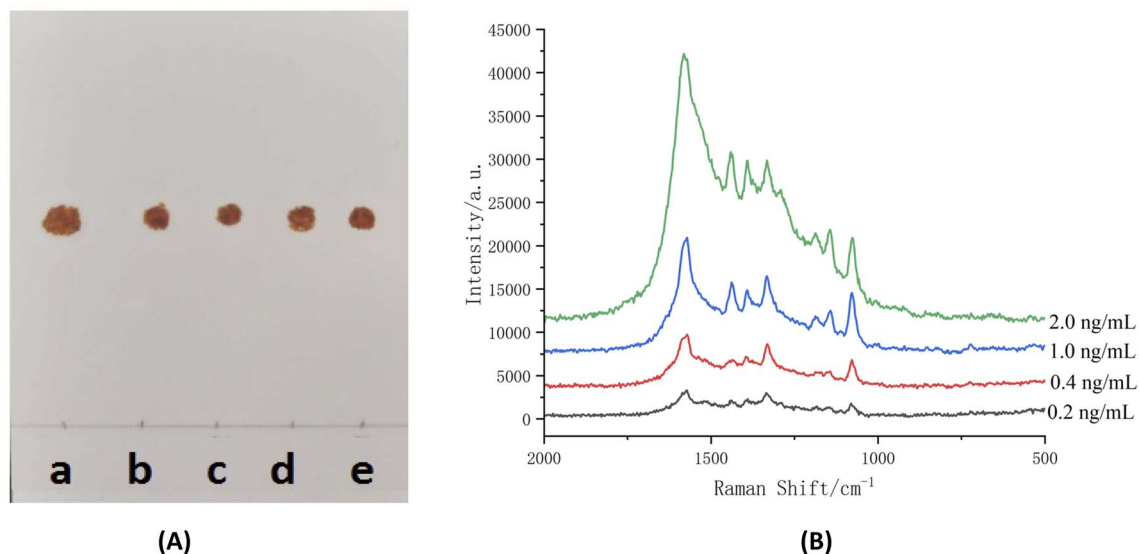 a b c d e
(A)
45000
40000
35000
30000
25000
20000
15000
10000
5000
0
Intensity/a.u.
2.0 ng/mL
1.0 ng/mL
0.4 ng/mL
0.2 ng/mL
2000 1500 1000 500
Raman Shift/cm⁻¹
(B)